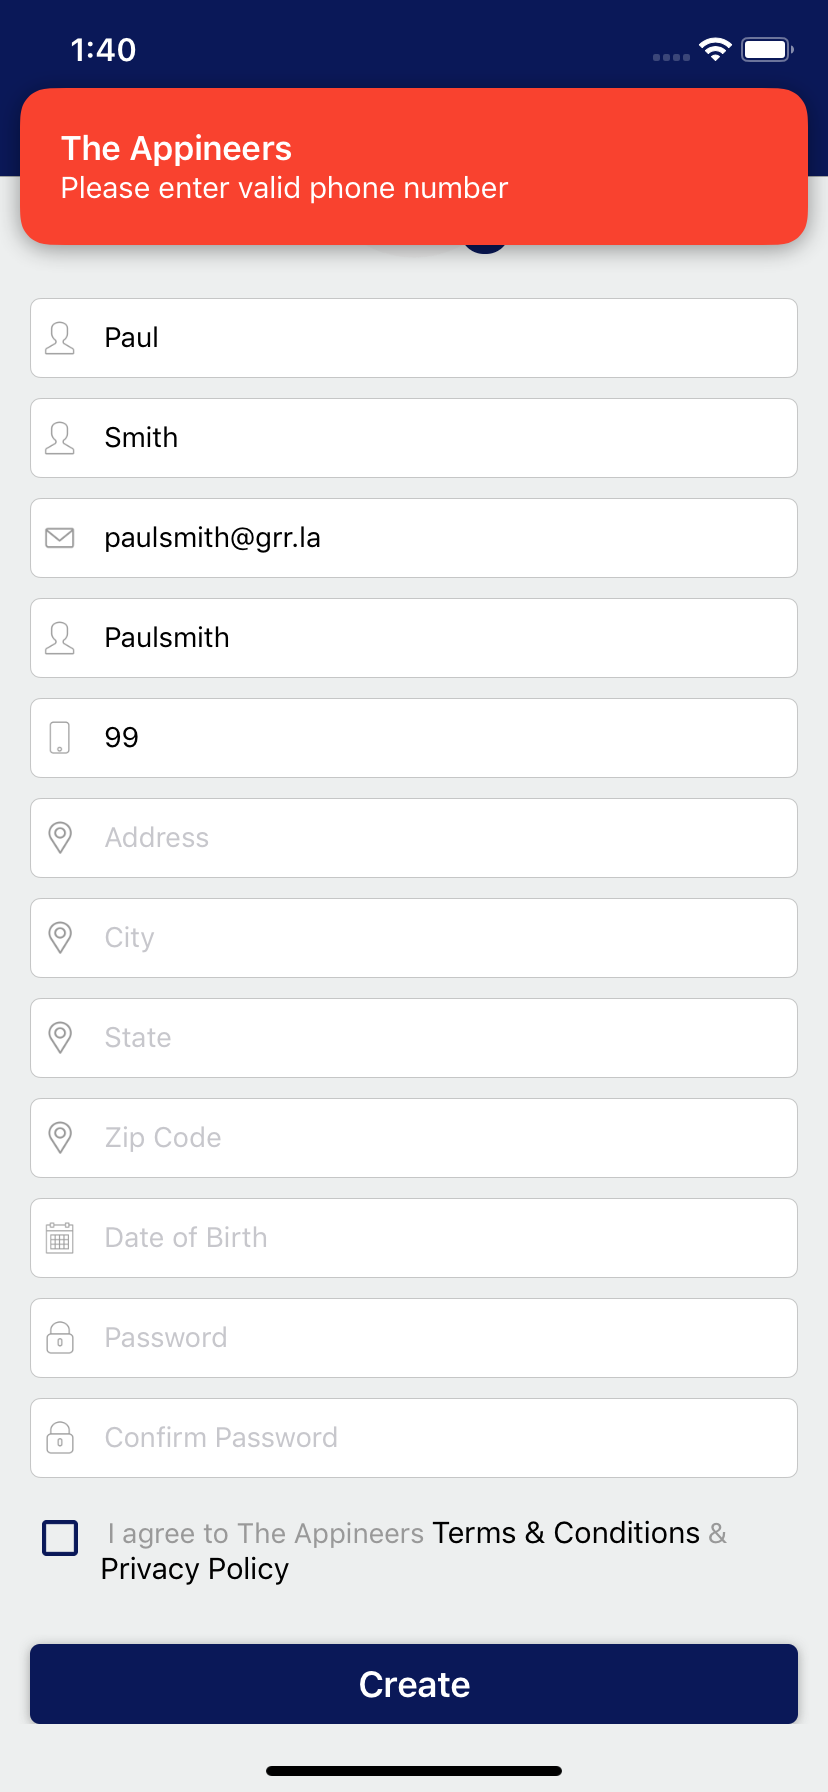 1:40
The Appineers
Please enter valid phone number
Paul
Smith
paulsmith@grr.la
Paulsmith
99
Address
City
State
Zip Code
Date of Birth
Password
Confirm Password
I agree to The Appineers Terms & Conditions &
Privacy Policy
Create